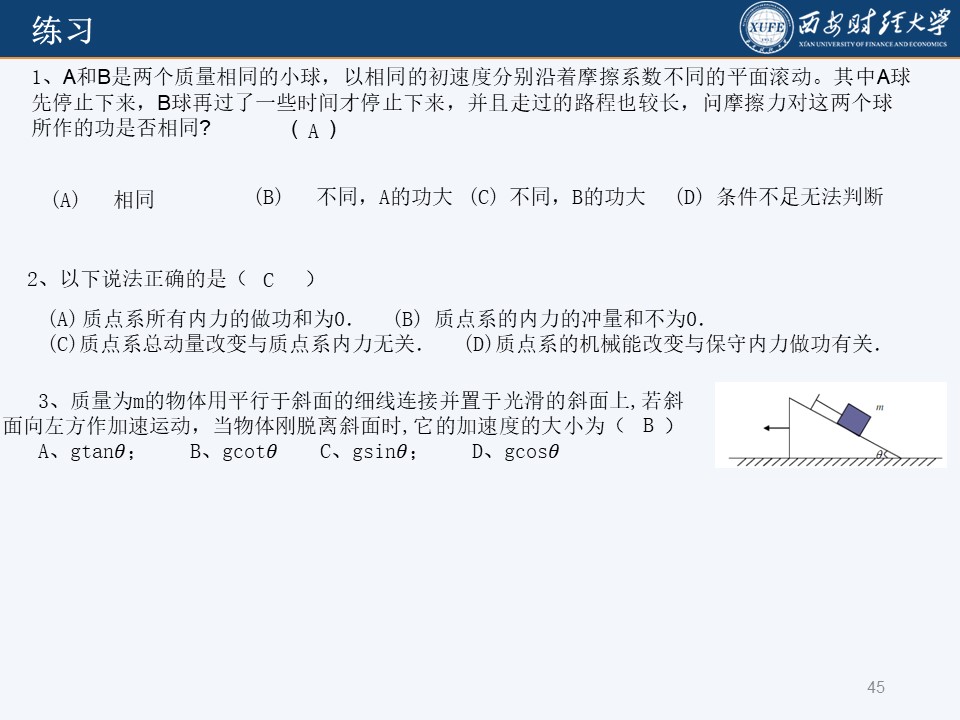 练习
XUFE
西安财经大学
XI'AN UNIVERSITY OF FINANCE AND ECONOMICS
1、A和B是两个质量相同的小球，以相同的初速度分别沿着摩擦系数不同的平面滚动。其中A球
先停止下来，B球再过了一些时间才停止下来，并且走过的路程也较长，问摩擦力对这两个球
所作的功是否相同? ( A )
(A) 相同 (B) 不同，A的功大 (C) 不同，B的功大 (D) 条件不足无法判断
2、以下说法正确的是（ C ）
(A)质点系所有内力的做功和为0. (B) 质点系的内力的冲量和不为0.
(C)质点系总动量改变与质点系内力无关. (D)质点系的机械能改变与保守内力做功有关.
3、质量为m的物体用平行于斜面的细线连接并置于光滑的斜面上,若斜
面向左方作加速运动，当物体刚脱离斜面时,它的加速度的大小为（ B ）
A、gtanθ; B、gcotθ C、gsinθ; D、gcosθ
m
θ
45